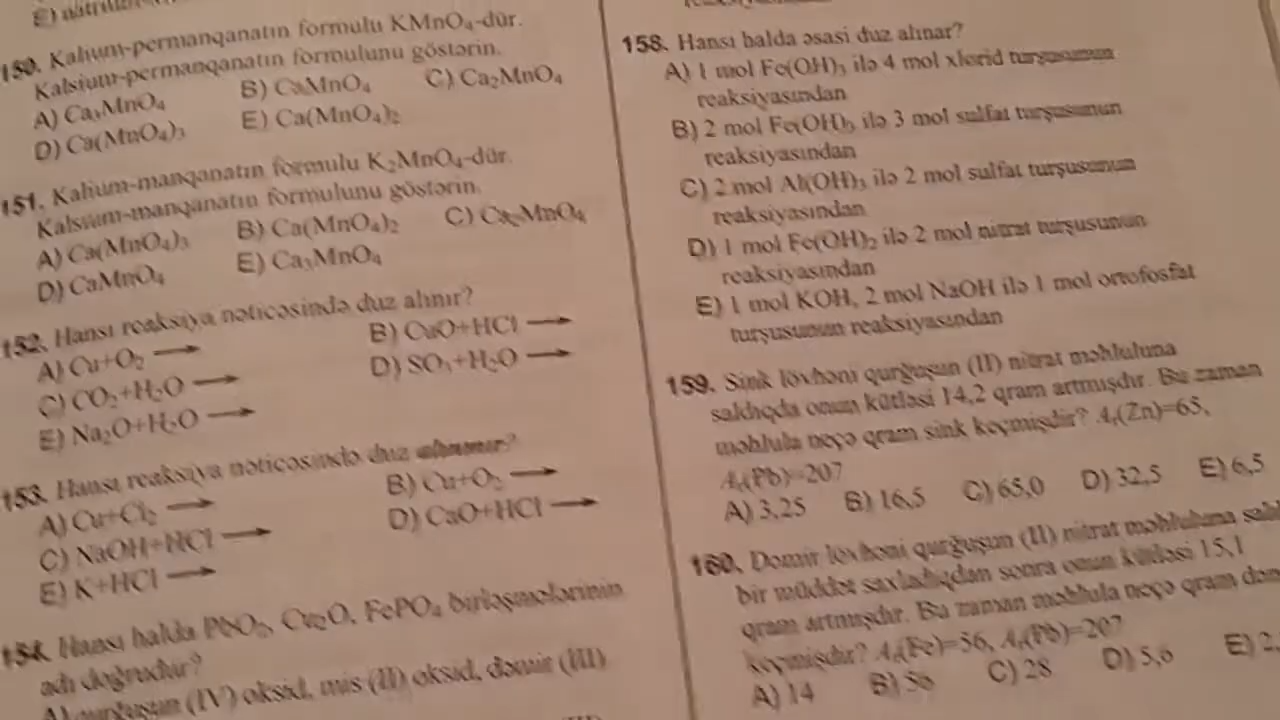 E) nitrit
150. Kalium-permanqanatın formulu KMnO₄-dür.
Kalsium-permanqanatın formulunu göstərin.
A) Ca₃MnO₄ B) CaMnO₄ C) Ca₂MnO₄
D) Ca(MnO₄)₃ E) Ca(MnO₄)₂
151. Kalium-manqanatın formulu K₂MnO₄-dür.
Kalsium-manqanatın formulunu göstərin.
A) Ca(MnO₄)₃ B) Ca(MnO₄)₂ C) Ca₂MnO₄
D) CaMnO₄ E) Ca₃MnO₄
152. Hansı reaksiya nəticəsində duz alınır?
A) Cu+O₂ → B) CuO+HCl →
C) CO₂+H₂O → D) SO₃+H₂O →
E) Na₂O+H₂O →
153. Hansı reaksiya nəticəsində duz alınmır?
A) Cu+Cl₂ → B) Cu+O₂ →
C) NaOH+HCl → D) CaO+HCl →
E) K+HCl →
154. Hansı halda PbO₂, Cu₂O, FePO₄ birləşmələrinin
adı doğrudur?
A) qurğuşun (IV) oksid, mis (II) oksid, dəmir (III)
158. Hansı halda əsasi duz alınar?
A) 1 mol Fe(OH)₃ ilə 4 mol xlorid turşusunun
reaksiyasından
B) 2 mol Fe(OH)₃ ilə 3 mol sulfat turşusunun
reaksiyasından
C) 2 mol Al(OH)₃ ilə 2 mol sulfat turşusunun
reaksiyasından
D) 1 mol Fe(OH)₂ ilə 2 mol nitrat turşusunun
reaksiyasından
E) 1 mol KOH, 2 mol NaOH ilə 1 mol ortofosfat
turşusunun reaksiyasından
159. Sink lövhəni qurğuşun (II) nitrat məhluluna
saldıqda onun kütləsi 14,2 qram artmışdır. Bu zaman
məhlula neçə qram sink keçmişdir? Aᵣ(Zn)=65,
Aᵣ(Pb)=207
A) 3,25 B) 16,5 C) 65,0 D) 32,5 E) 6,5
160. Dəmir lövhəni qurğuşun (II) nitrat məhluluna
bir müddət saxladıqdan sonra onun kütləsi 15,1
qram artmışdır. Bu zaman məhlula neçə qram
keçmişdir? Aᵣ(Fe)=56, Aᵣ(Pb)=207
A) 14 B) 56 C) 28 D) 5,6 E) 2,